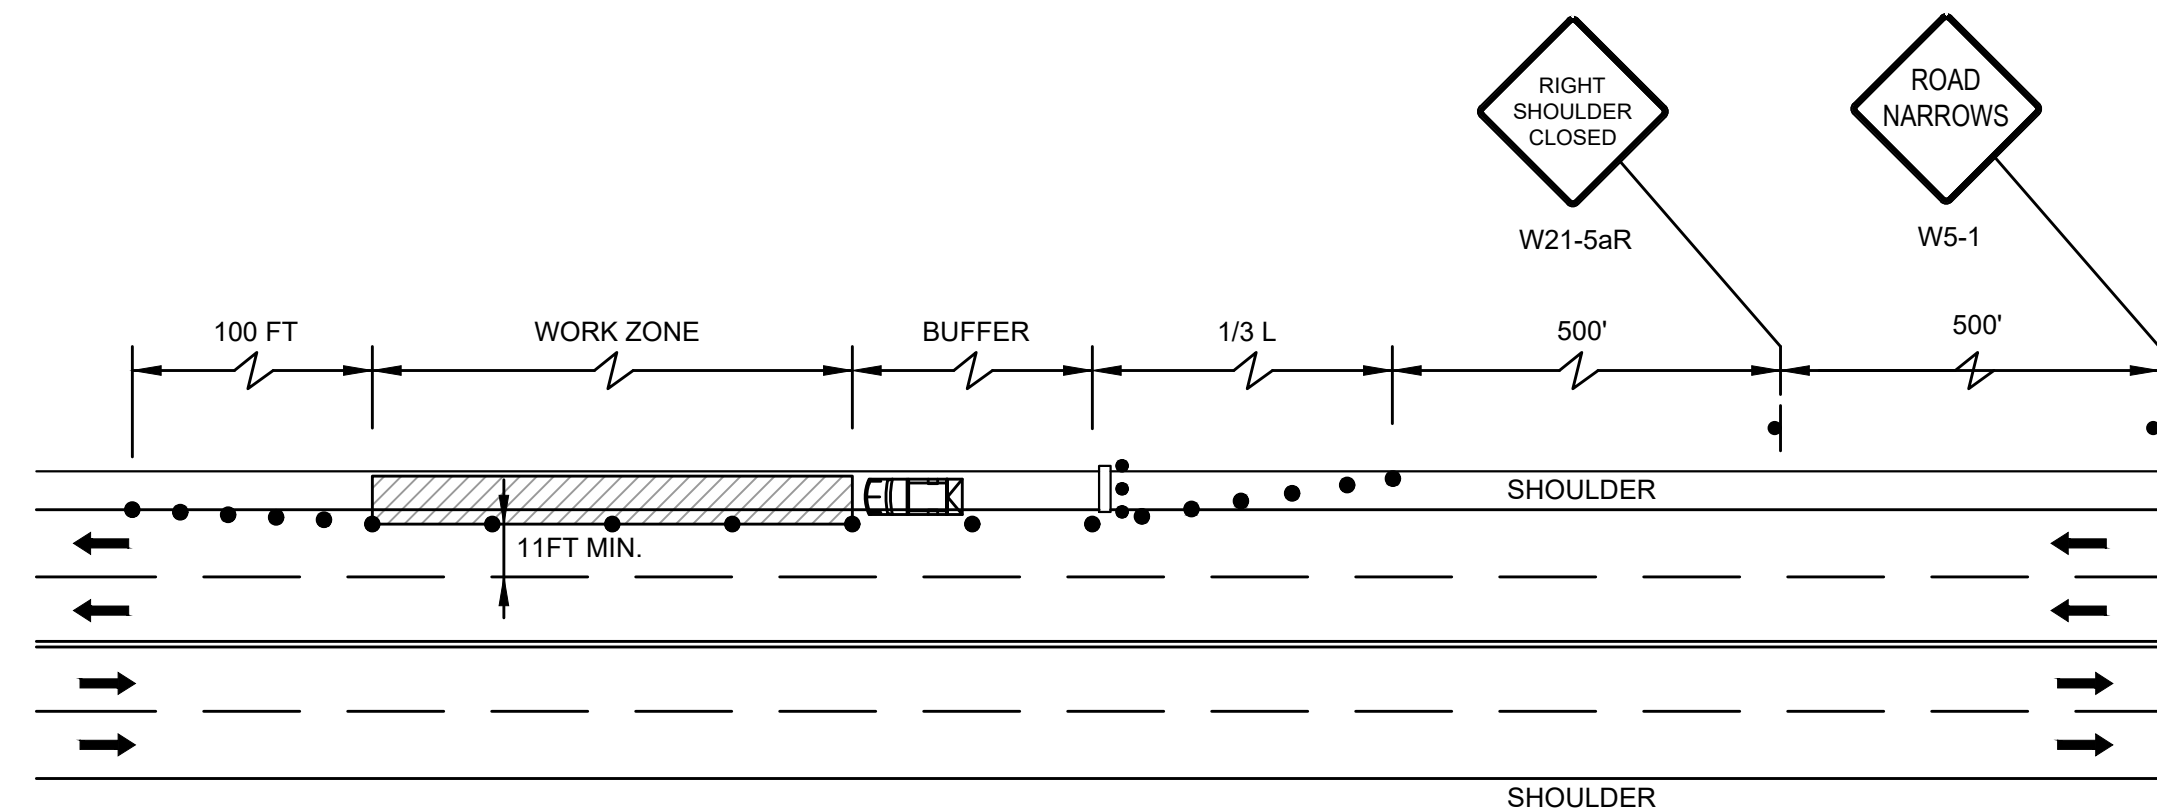 RIGHT
SHOULDER
CLOSED
ROAD
NARROWS
W21-5aR
W5-1
100 FT
WORK ZONE
BUFFER
1/3 L
500'
500'
SHOULDER
11FT MIN.
SHOULDER